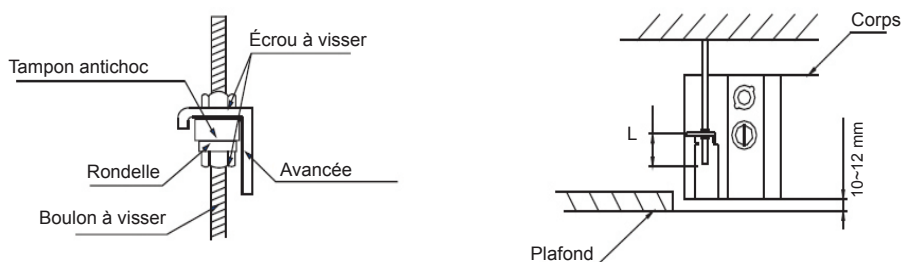 Écrou à visser
Tampon antichoc
Rondelle
Avancée
Boulon à visser
Corps
L
10~12 mm
Plafond